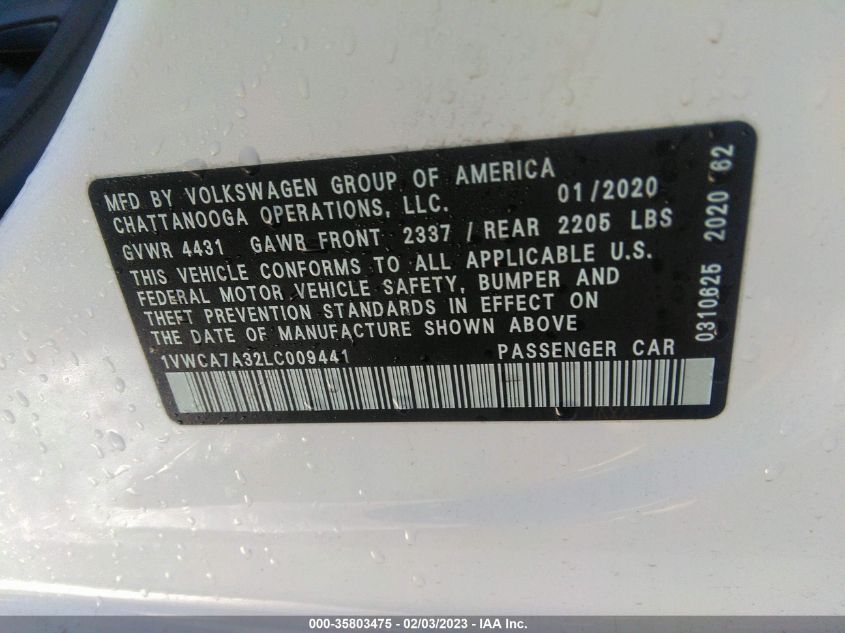 MFD BY VOLKSWAGEN GROUP OF AMERICA
CHATTANOOGA OPERATIONS, LLC. 01/2020
GVWR 4431 GAWR FRONT 2337 / REAR 2205 LBS
THIS VEHICLE CONFORMS TO ALL APPLICABLE U.S.
FEDERAL MOTOR VEHICLE SAFETY, BUMPER AND
THEFT PREVENTION STANDARDS IN EFFECT ON
THE DATE OF MANUFACTURE SHOWN ABOVE
1VWCA7A32LC009441 PASSENGER CAR
0310625 2020 62
000-35803475 - 02/03/2023 - IAA Inc.